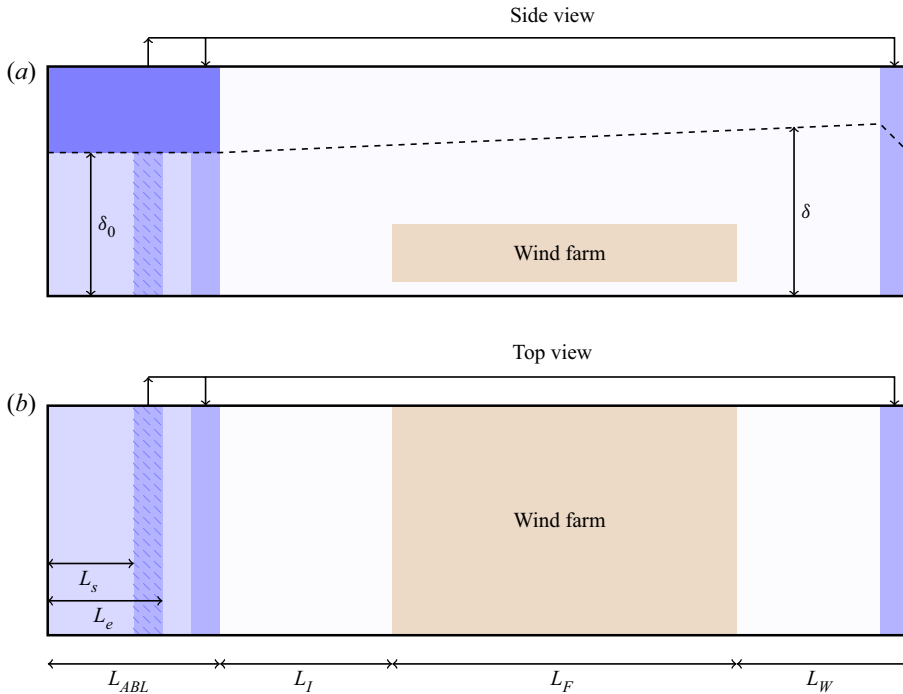 Side view
(a)
δ0
δ
Wind farm
Top view
(b)
Wind farm
Ls
Le
LABL LI LF LW